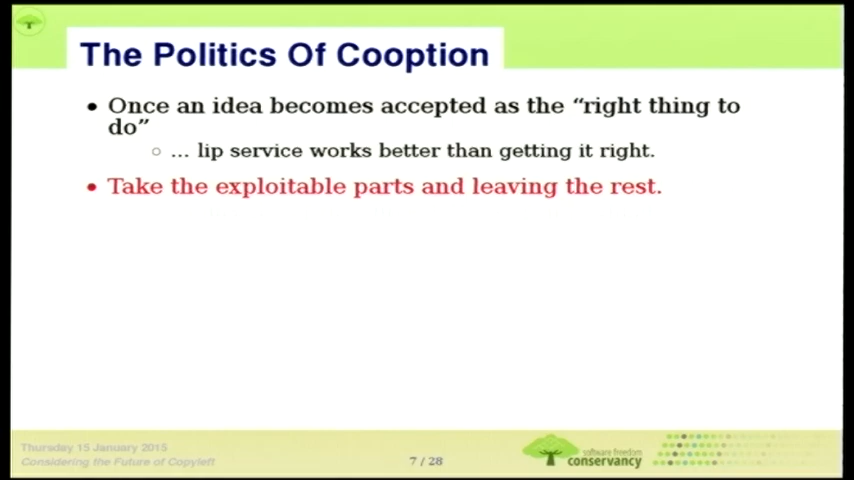 The Politics Of Cooption
• Once an idea becomes accepted as the “right thing to
do”
○ ... lip service works better than getting it right.
• Take the exploitable parts and leaving the rest.
Thursday 15 January 2015
Considering the Future of Copyleft
7 / 28
software freedom
conservancy